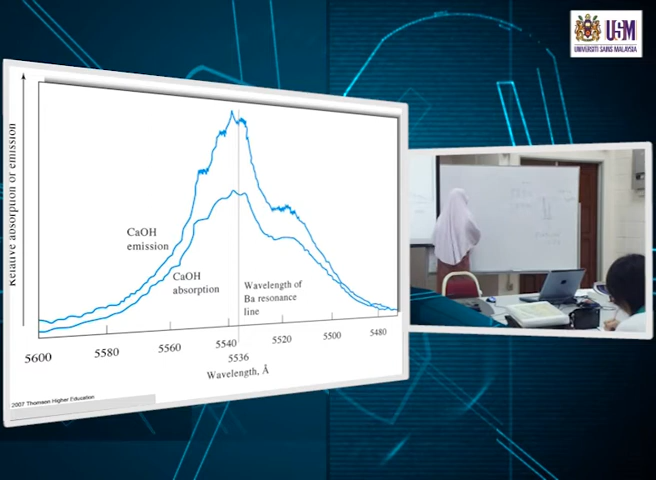 USM
UNIVERSITI SAINS MALAYSIA
Relative absorption or emission
CaOH
emission
CaOH
absorption
Wavelength of
Ba resonance
line
5600
5580
5560
5540
5536
5520
5500
5480
Wavelength, Å
2007 Thomson Higher Education